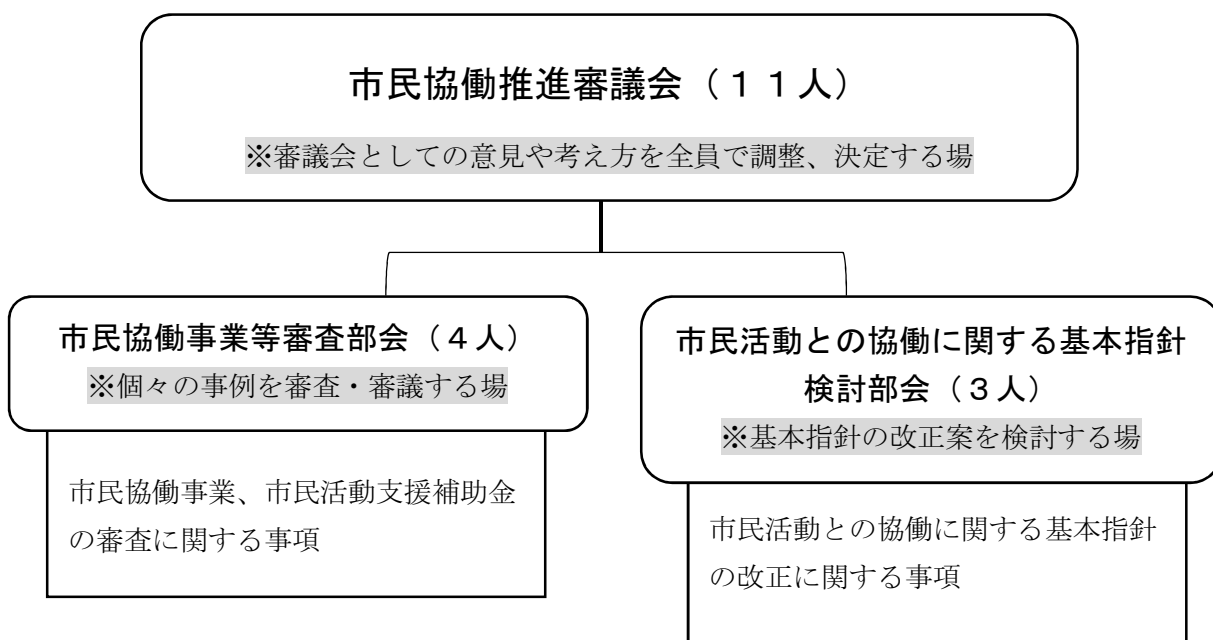 市民協働推進審議会（１１人）
※審議会としての意見や考え方を全員で調整、決定する場
市民協働事業等審査部会（４人）
※個々の事例を審査・審議する場
市民協働事業、市民活動支援補助金
の審査に関する事項
市民活動との協働に関する基本指針
検討部会（３人）
※基本指針の改正案を検討する場
市民活動との協働に関する基本指針
の改正に関する事項